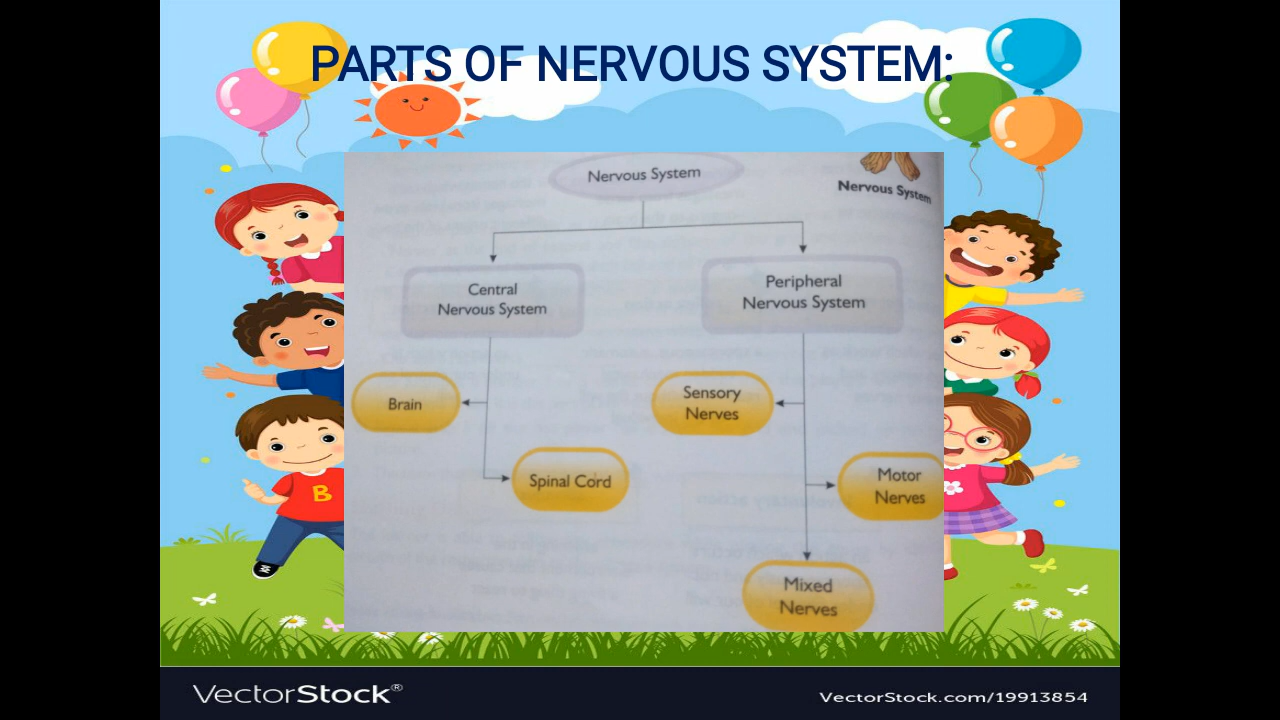 PARTS OF NERVOUS SYSTEM:
Nervous System
Nervous System
Central
Nervous System
Peripheral
Nervous System
Brain
Sensory
Nerves
Spinal Cord
Motor
Nerves
Mixed
Nerves
B
VectorStock®
VectorStock.com/19913854